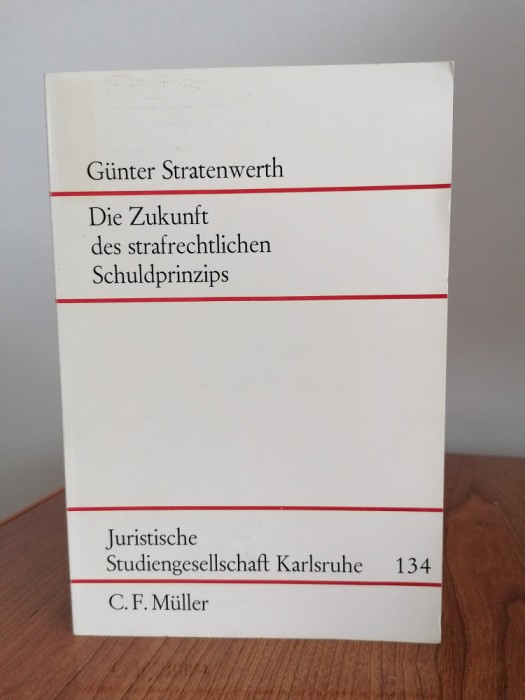 Günter Stratenwerth
Die Zukunft
des strafrechtlichen
Schuldprinzips
Juristische
Studiengesellschaft Karlsruhe 134
C. F. Müller